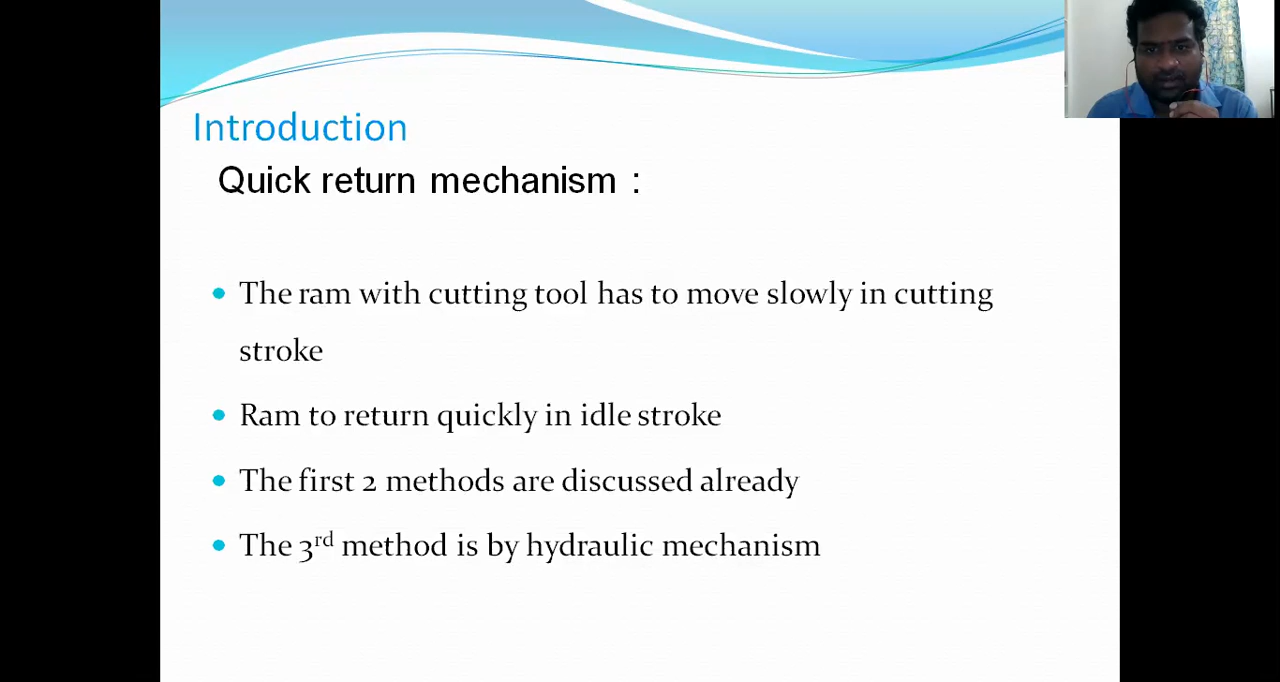 Introduction
Quick return mechanism :
The ram with cutting tool has to move slowly in cutting
stroke
Ram to return quickly in idle stroke
The first 2 methods are discussed already
The 3rd method is by hydraulic mechanism